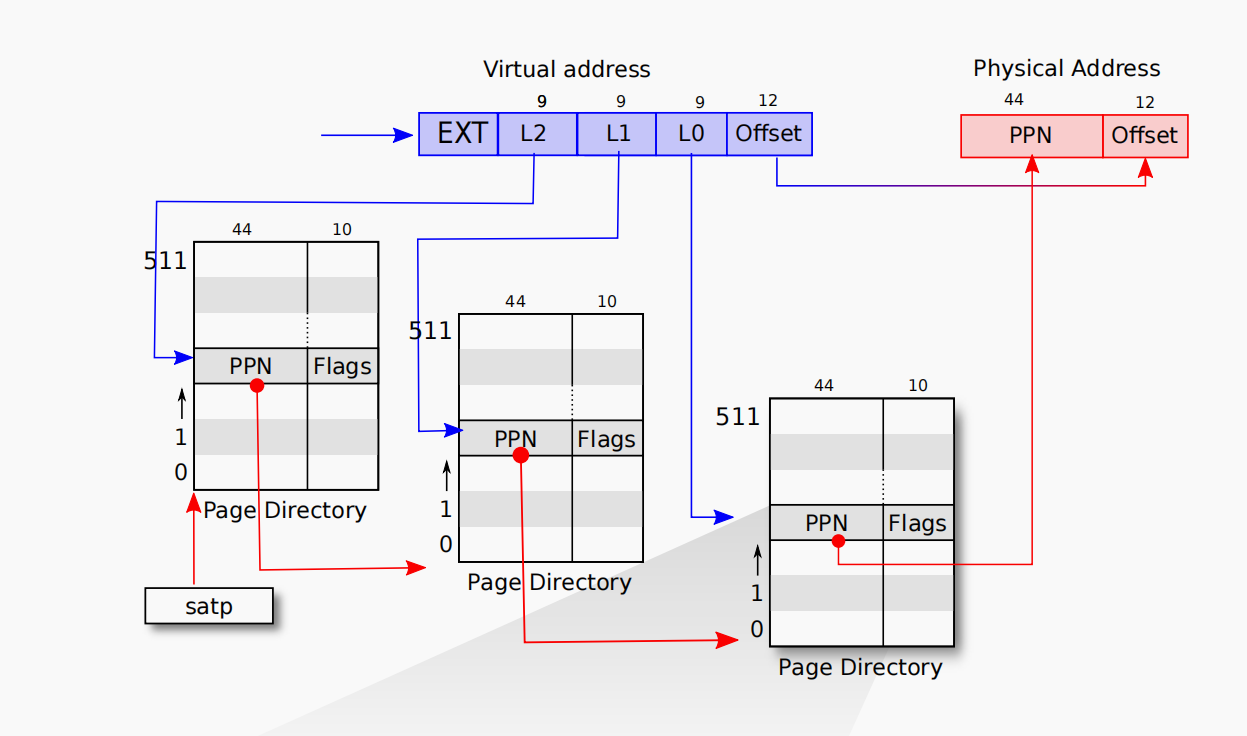 Virtual address
Physical Address
9 9 9 12
44 12
EXT L2 L1 L0 Offset
PPN Offset
44 10
511
PPN Flags
1
0
Page Directory
satp
44 10
511
PPN Flags
1
0
Page Directory
44 10
511
PPN Flags
1
0
Page Directory